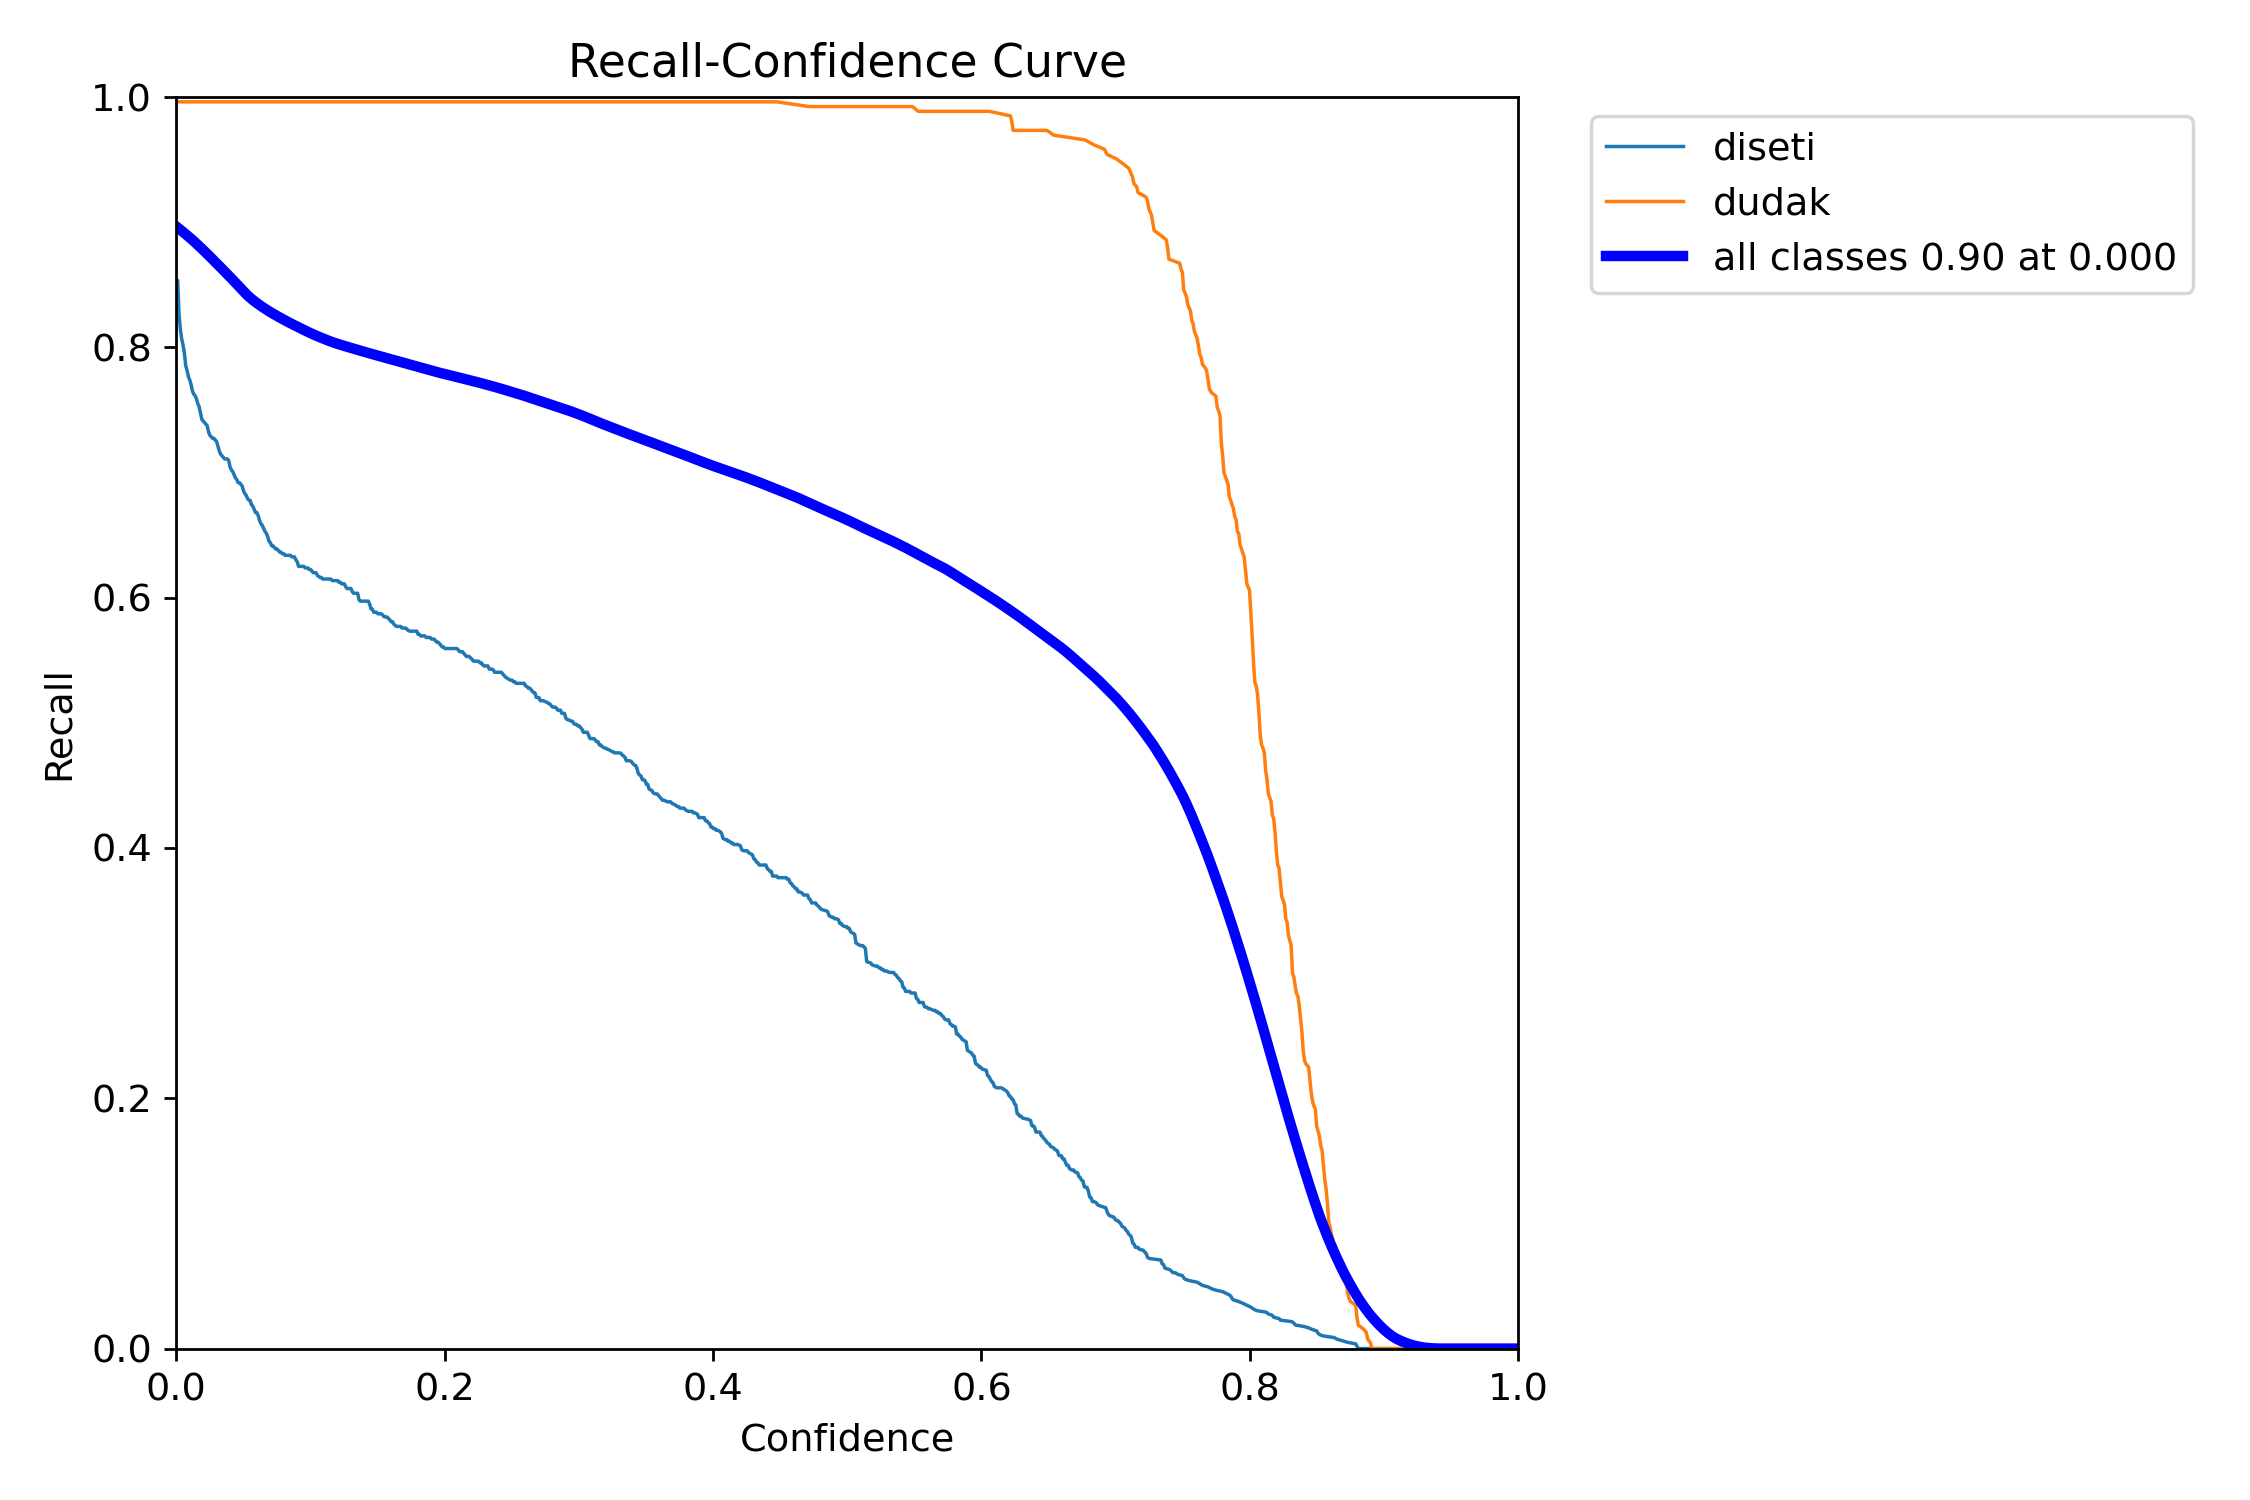 Recall-Confidence Curve
1.0
0.8
0.6
0.4
0.2
0.0
Recall
0.0 0.2 0.4 0.6 0.8 1.0
Confidence
diseti
dudak
all classes 0.90 at 0.000